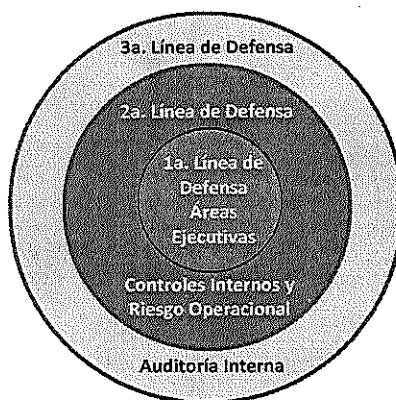 3a. Línea de Defensa
2a. Línea de Defensa
1a. Línea de
Defensa
Áreas
Ejecutivas
Controles Internos y
Riesgo Operacional
Auditoría Interna